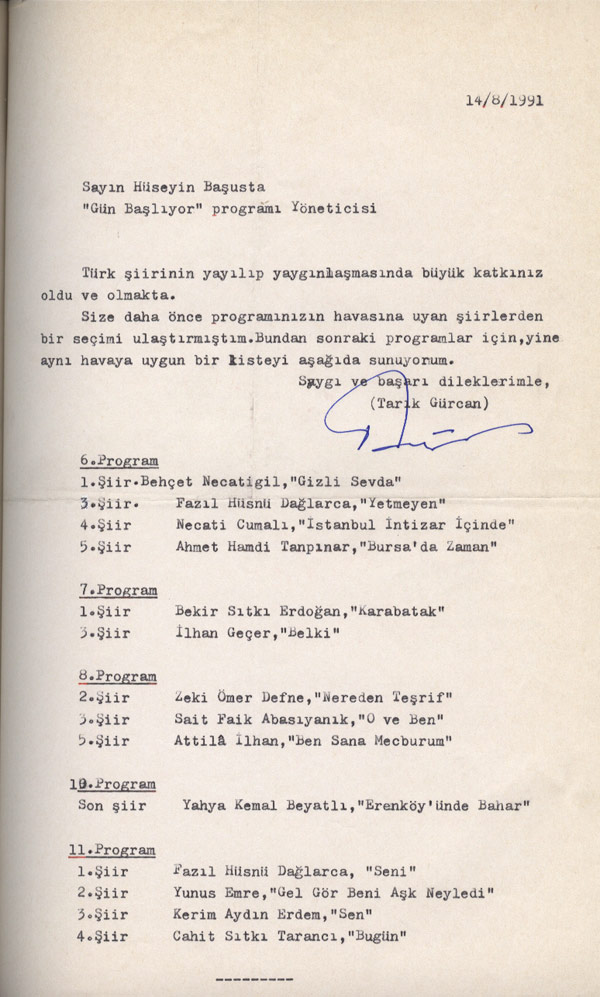 14/8/1991
Sayın Hüseyin Başusta
"Gün Başlıyor" programı Yöneticisi
Türk şiirinin yayılıp yaygınlaşmasında büyük katkınız
oldu ve olmakta.
Size daha önce programınızın havasına uyan şiirlerden
bir seçimi ulaştırmıştım.Bundan sonraki programlar için,yine
aynı havaya uygun bir listeyi aşağıda sunuyorum.
Saygı ve başarı dileklerimle,
(Tarık Gürcan)
6.Program
1.Şiir.Behçet Necatigil,"Gizli Sevda"
3.Şiir. Fazıl Hüsnü Dağlarca,"Yetmeyen"
4.Şiir Necati Cumalı,"İstanbul İntizar İçinde"
5.Şiir Ahmet Hamdi Tanpınar,"Bursa'da Zaman"
7.Program
1.Şiir Bekir Sıtkı Erdoğan,"Karabatak"
3.Şiir İlhan Geçer,"Belki"
8.Program
2.Şiir Zeki Ömer Defne,"Nereden Teşrif"
3.Şiir Sait Faik Abasıyanık,"O ve Ben"
5.Şiir Attilâ İlhan,"Ben Sana Mecburum"
10.Program
Son şiir Yahya Kemal Beyatlı,"Erenköy'ünde Bahar"
11.Program
1.Şiir Fazıl Hüsnü Dağlarca, "Seni"
2.Şiir Yunus Emre,"Gel Gör Beni Aşk Neyledi"
3.Şiir Kerim Aydın Erdem,"Sen"
4.Şiir Cahit Sıtkı Tarancı,"Bugün"
---------